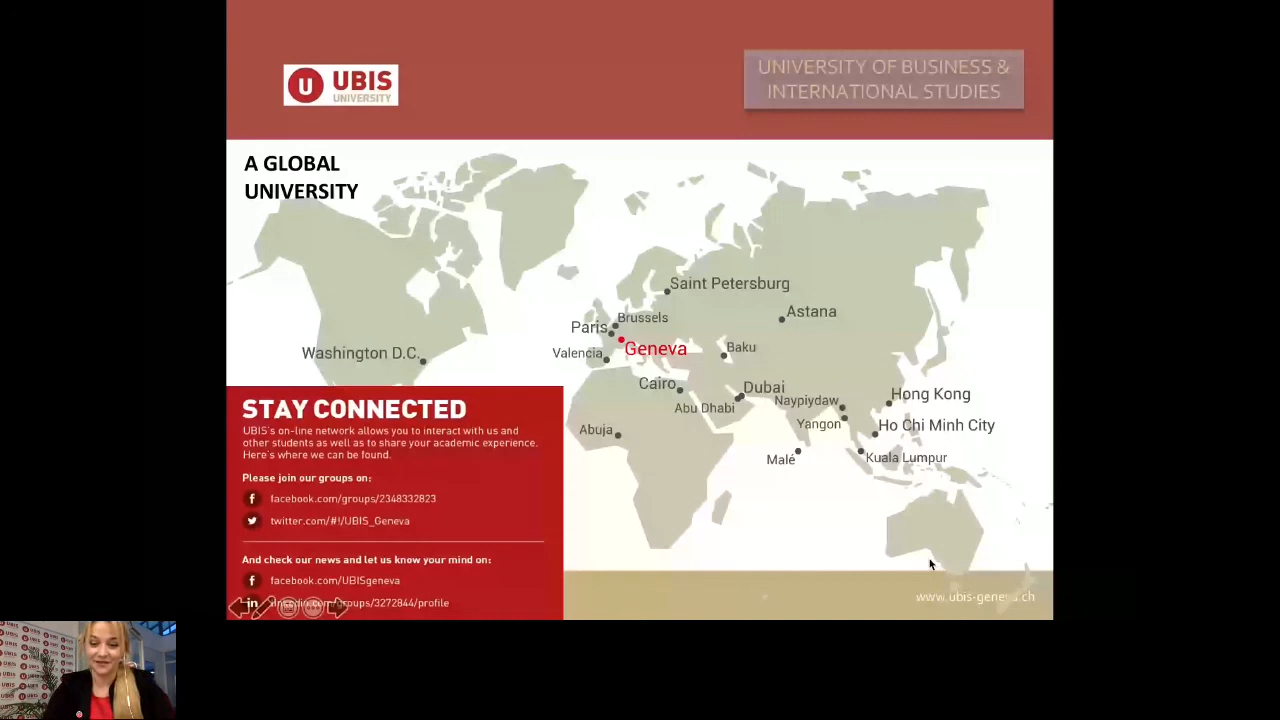 UBIS
UNIVERSITY
UNIVERSITY OF BUSINESS &
INTERNATIONAL STUDIES
A GLOBAL
UNIVERSITY
Saint Petersburg
Astana
Brussels
Paris
Geneva
Baku
Washington D.C.
Valencia
Cairo
Dubai
Abu Dhabi
Naypiydaw
Hong Kong
Yangon
Ho Chi Minh City
Abuja
Malé
Kuala Lumpur
STAY CONNECTED
UBIS's on-line network allows you to interact with us and
other students as well as to share your academic experience.
Here's where we can be found.
Please join our groups on:
facebook.com/groups/2348332823
twitter.com/#!/UBIS_Geneva
And check our news and let us know your mind on:
facebook.com/UBISgeneva
in linkedin.com/groups/3272844/profile
www.ubis-geneva.ch
UBIS